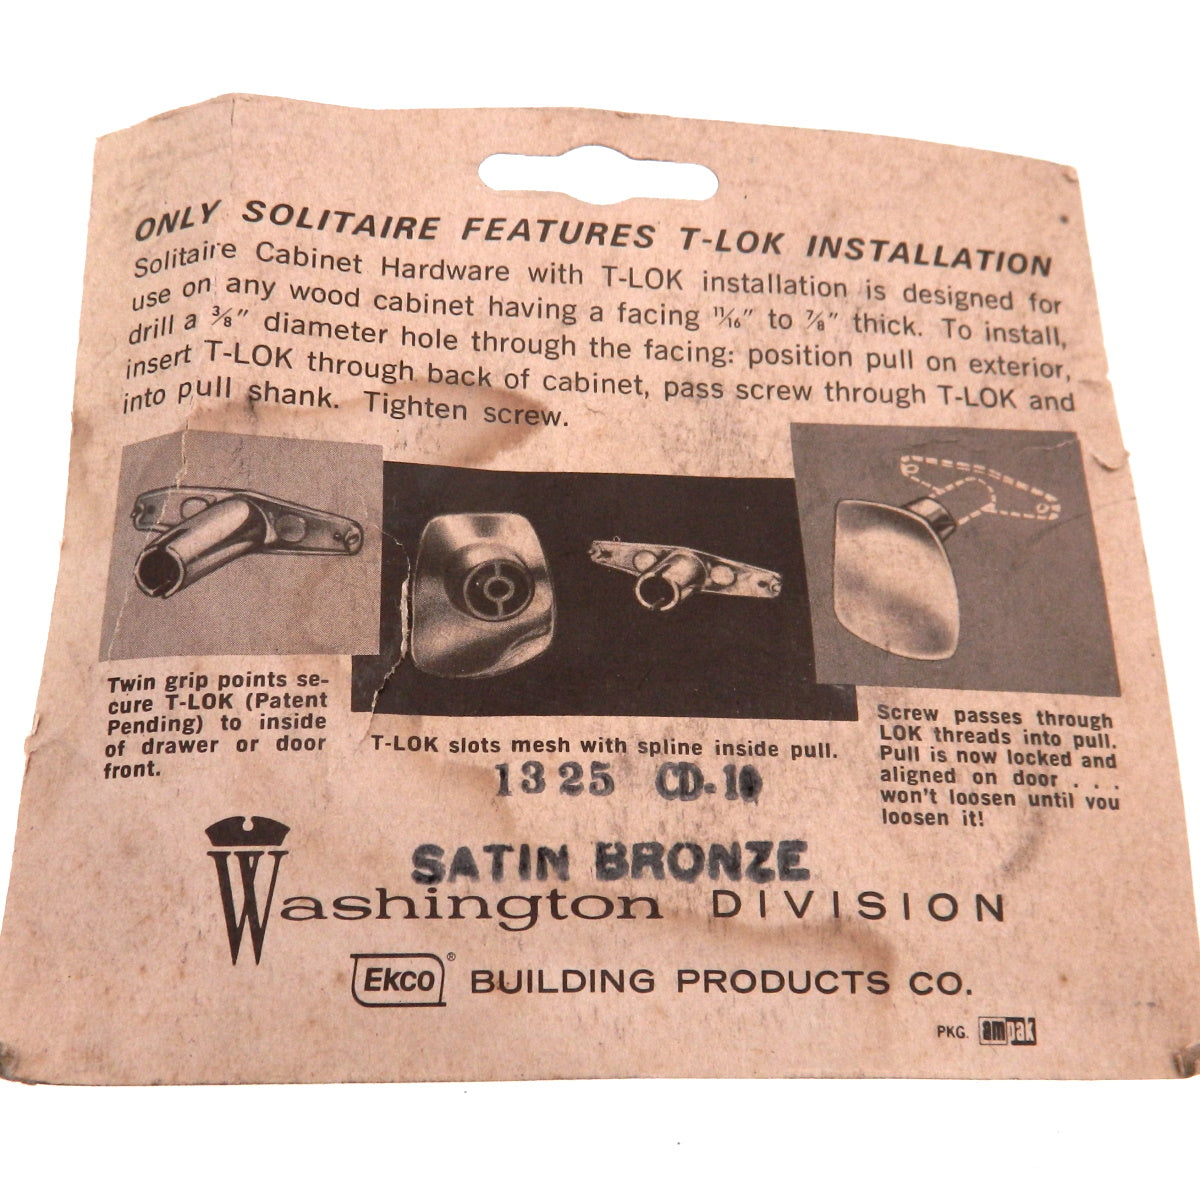 ONLY SOLITAIRE FEATURES T-LOK INSTALLATION
Solitaire Cabinet Hardware with T-LOK installation is designed for
use on any wood cabinet having a facing 11/16" to 7/8" thick. To install,
drill a 3/8" diameter hole through the facing: position pull on exterior,
insert T-LOK through back of cabinet, pass screw through T-LOK and
into pull shank. Tighten screw.
Twin grip points se-
cure T-LOK (Patent
Pending) to inside
of drawer or door
front.
T-LOK slots mesh with spline inside pull.
Screw passes through
LOK threads into pull.
Pull is now locked and
aligned on door . . .
won't loosen until you
loosen it!
1325 CD-10
SATIN BRONZE
Washington DIVISION
Ekco® BUILDING PRODUCTS CO.
PKG. ampak